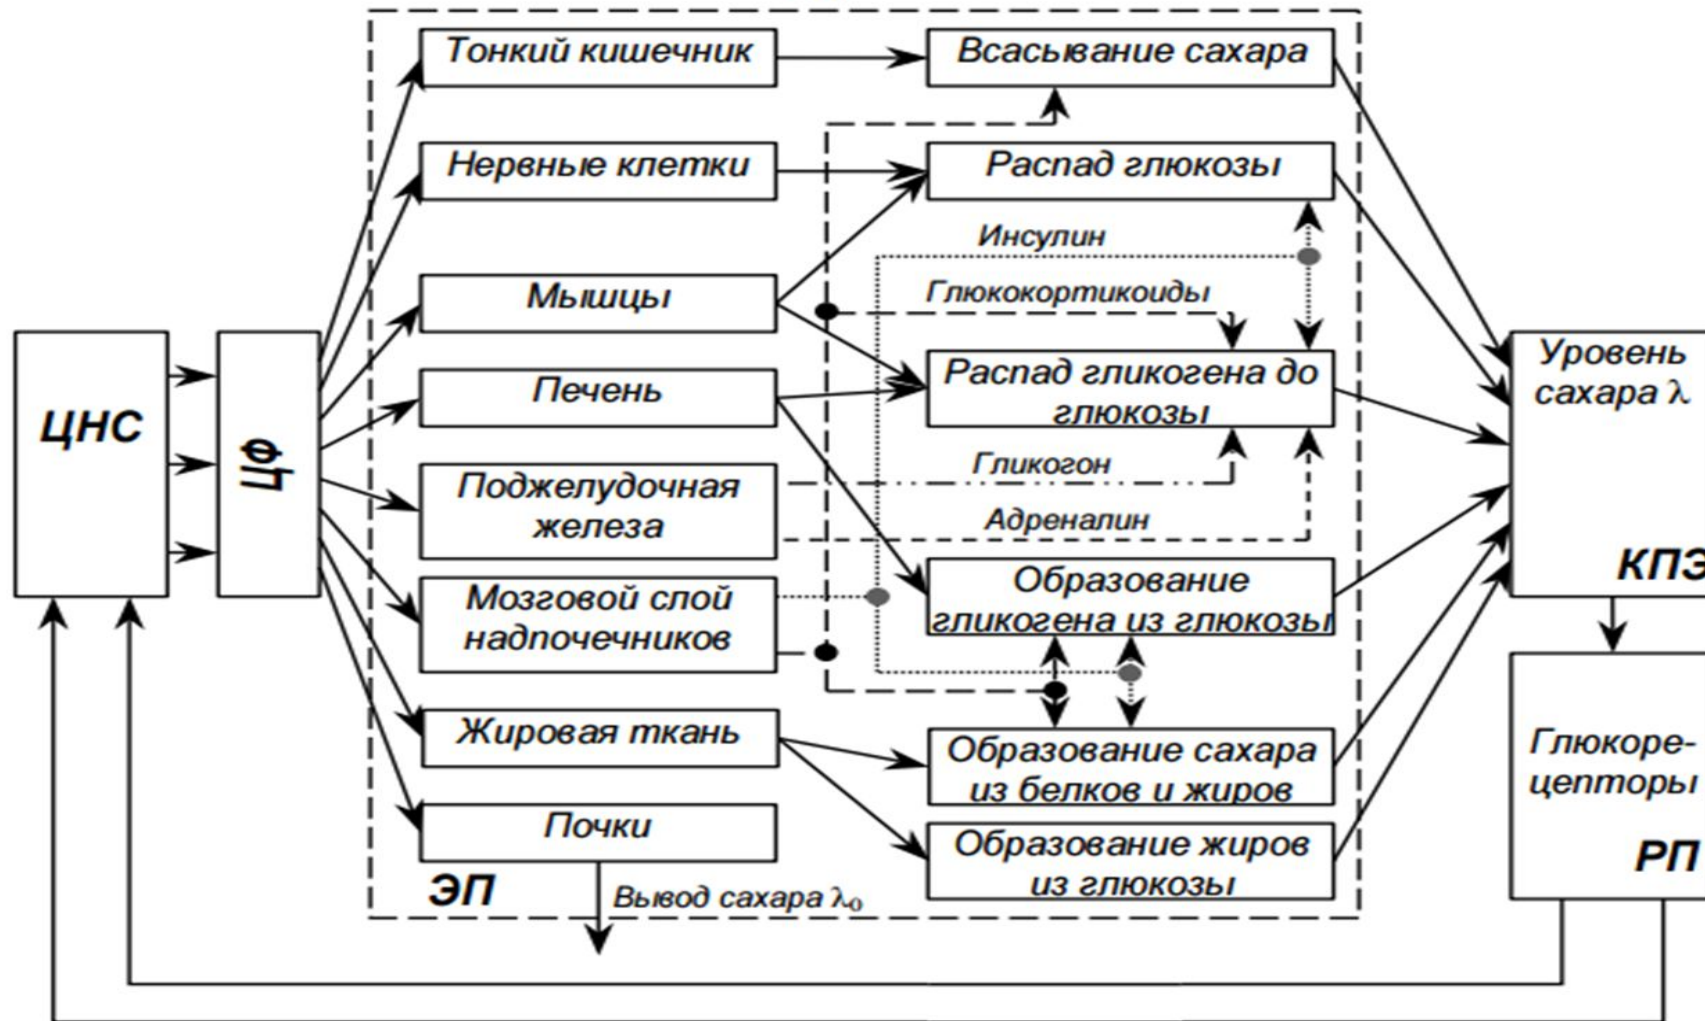 Тонкий кишечник
Всасывание сахара
Нервные клетки
Распад глюкозы
Инсулин
Мышцы
Глюкокортикоиды
ЦНС
ЦФ
Печень
Распад гликогена до
глюкозы
Уровень
сахара λ
КПЭ
Поджелудочная
железа
Гликогон
Адреналин
Мозговой слой
надпочечников
Образование
гликогена из глюкозы
Жировая ткань
Образование сахара
из белков и жиров
Глюкоре-
цепторы
РП
Почки
Образование жиров
из глюкозы
ЭП
Вывод сахара λ₀